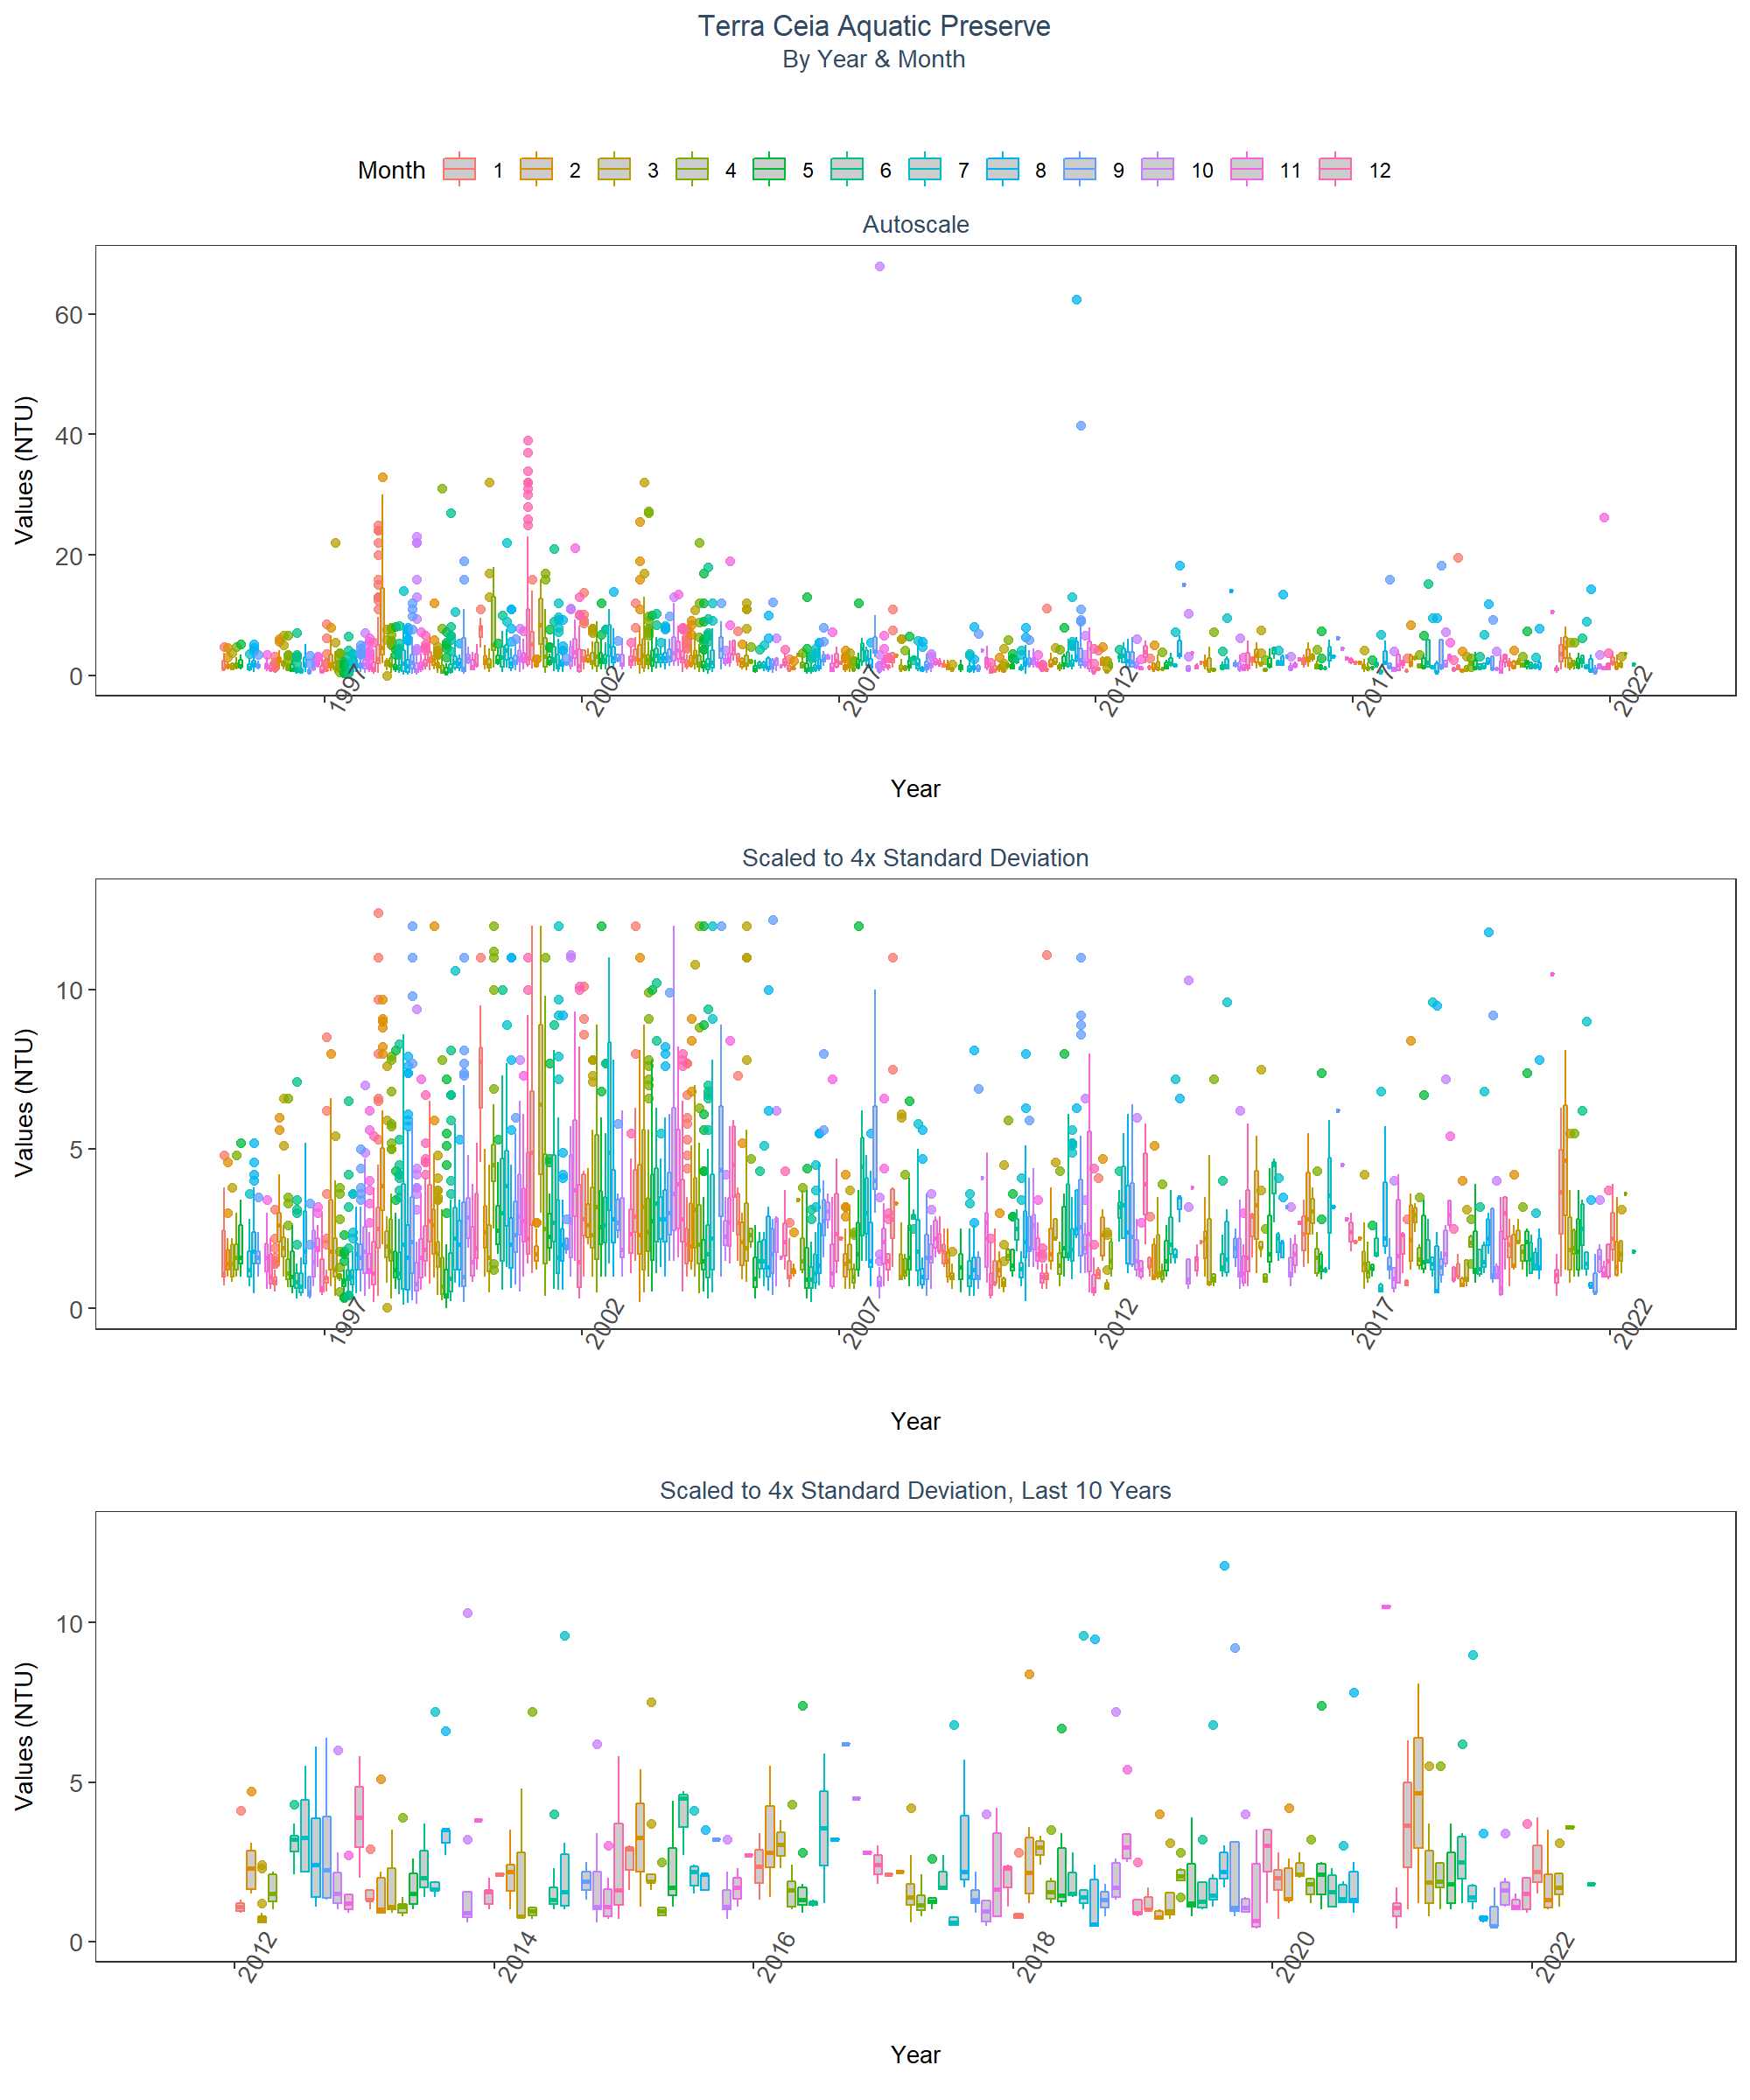 Terra Ceia Aquatic Preserve
By Year & Month
Month 1 2 3 4 5 6 7 8 9 10 11 12
Autoscale
Values (NTU)
60
40
20
0
1997 2002 2007 2012 2017 2022
Year
Scaled to 4x Standard Deviation
Values (NTU)
10
5
0
1997 2002 2007 2012 2017 2022
Year
Scaled to 4x Standard Deviation, Last 10 Years
Values (NTU)
10
5
0
2012 2014 2016 2018 2020 2022
Year